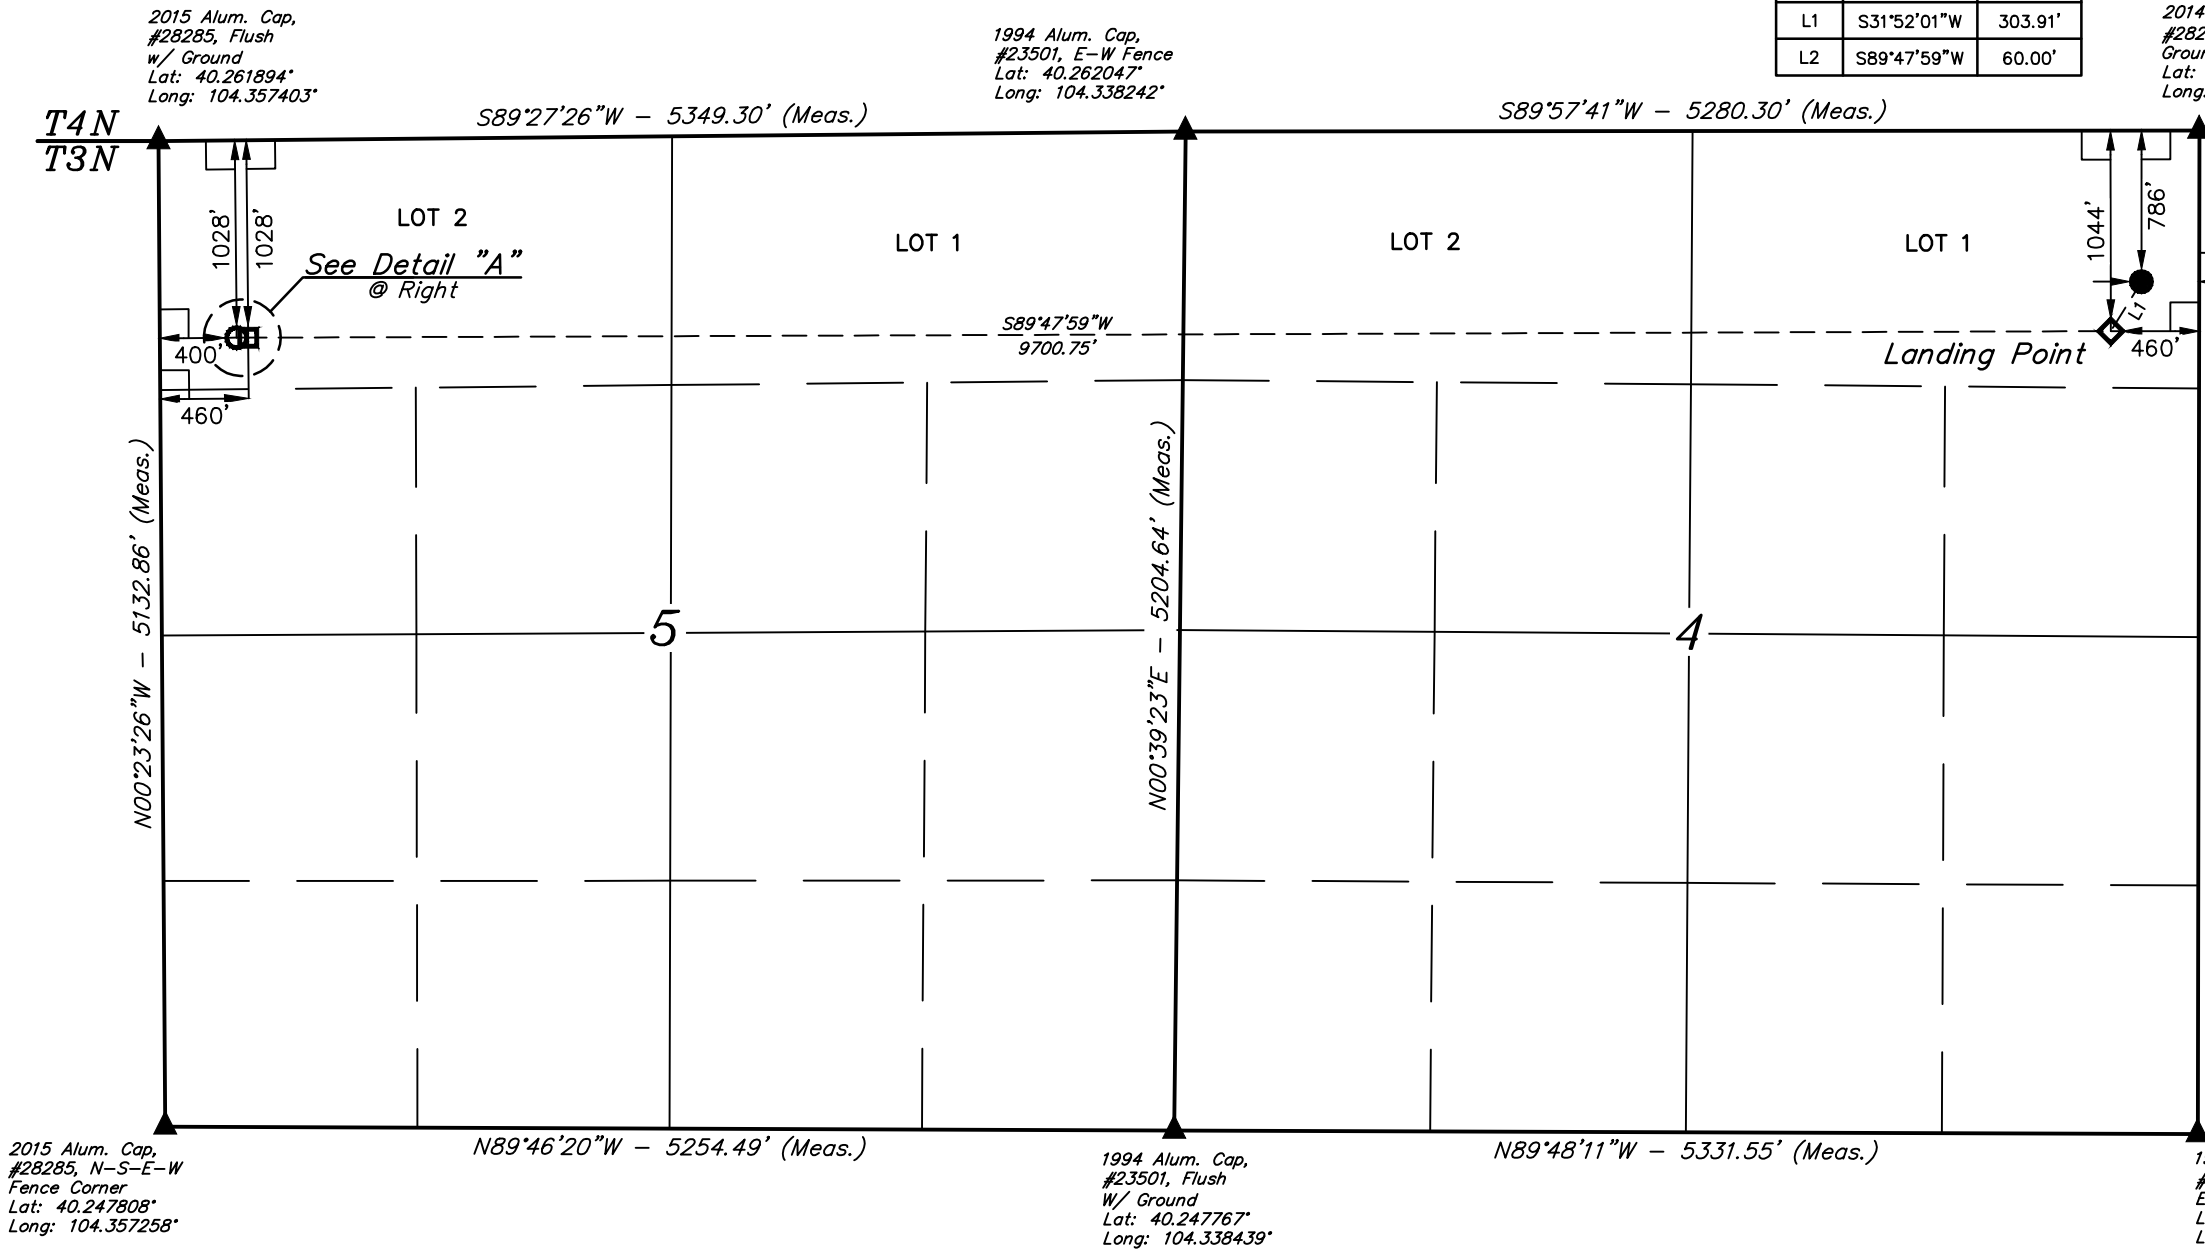 2015 Alum. Cap,
#28285, Flush
w/ Ground
Lat: 40.261894°
Long: 104.357403°
1994 Alum. Cap,
#23501, E-W Fence
Lat: 40.262047°
Long: 104.338242°
L1 S31°52'01"W 303.91'
L2 S89°47'59"W 60.00'
2014
#282
Lat:
Long:
T4N
T3N
S89°27'26"W - 5349.30' (Meas.)
S89°57'41"W - 5280.30' (Meas.)
1028'
1028'
LOT 2
LOT 1
LOT 2
LOT 1
1044'
786'
See Detail "A"
@ Right
L1
S89°47'59"W
9700.75'
400'
460'
Landing Point
460'
N00°23'26"W - 5132.86' (Meas.)
N00°39'23"E - 5204.64' (Meas.)
5
4
N89°46'20"W - 5254.49' (Meas.)
N89°48'11"W - 5331.55' (Meas.)
2015 Alum. Cap,
#28285, N-S-E-W
Fence Corner
Lat: 40.247808°
Long: 104.357258°
1994 Alum. Cap,
#23501, Flush
W/ Ground
Lat: 40.247767°
Long: 104.338439°